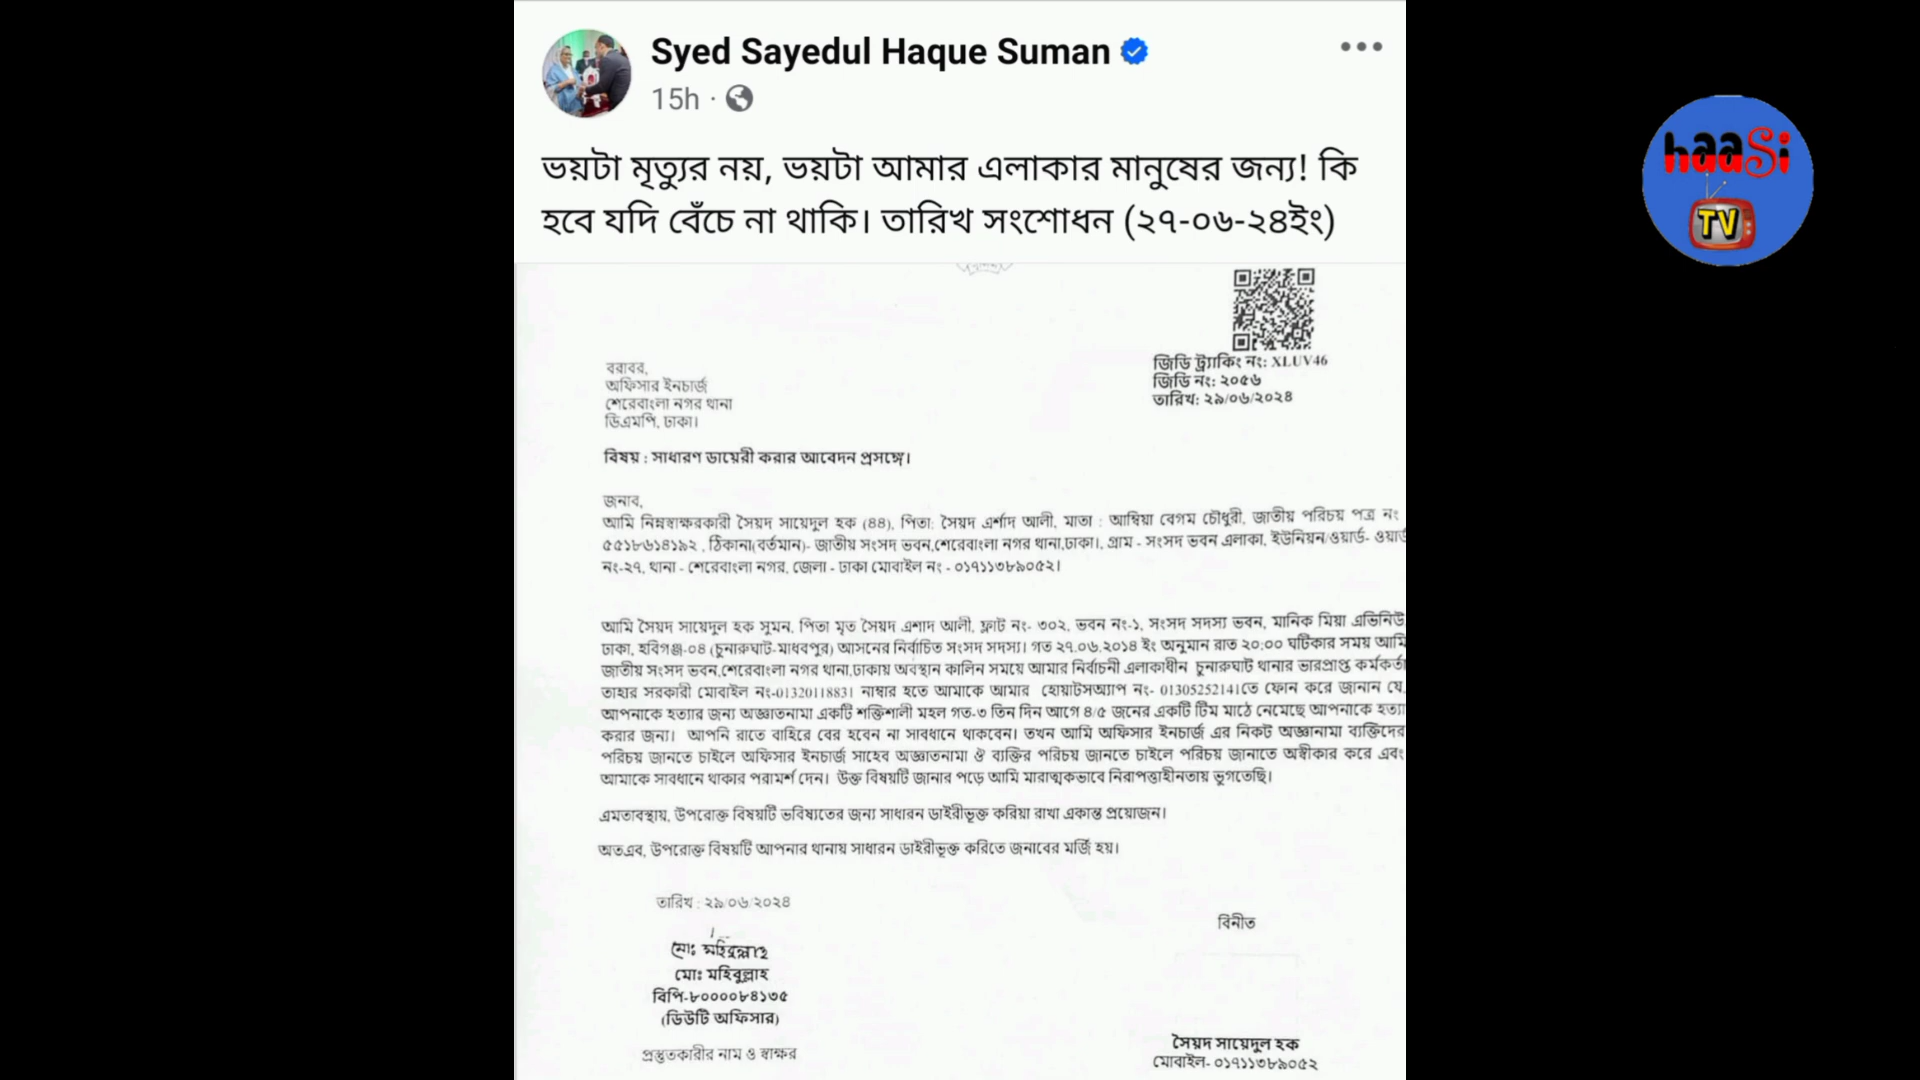 Syed Sayedul Haque Suman
15h ·
ভয়টা মৃত্যুর নয়, ভয়টা আমার এলাকার মানুষের জন্য! কি
হবে যদি বেঁচে না থাকি। তারিখ সংশোধন (২৭-০৬-২৪ইং)
haaSi
TV
জিডি ট্র্যাকিং নং: XLUV46
জিডি নং: ২০৫৬
তারিখ: ২৯/০৬/২০২৪
বরাবর,
অফিসার ইনচার্জ
শেরেবাংলা নগর থানা
ডিএমপি, ঢাকা।
বিষয় : সাধারণ ডায়েরী করার আবেদন প্রসঙ্গে।
জনাব,
আমি নিম্নস্বাক্ষরকারী সৈয়দ সায়েদুল হক (৪৪), পিতা: সৈয়দ এর্শাদ আলী, মাতা : আম্বিয়া বেগম চৌধুরী, জাতীয় পরিচয় পত্র নং
৫৫১৮৬১৪১৯২ , ঠিকানা(বর্তমান)- জাতীয় সংসদ ভবন,শেরেবাংলা নগর থানা,ঢাকা।, গ্রাম - সংসদ ভবন এলাকা, ইউনিয়ন/ওয়ার্ড- ওয়ার্ড
নং-২৭, থানা - শেরেবাংলা নগর, জেলা - ঢাকা মোবাইল নং - ০১৭১১৩৮৯০৫২।
আমি সৈয়দ সায়েদুল হক সুমন, পিতা মৃত সৈয়দ এশাদ আলী, ফ্লাট নং- ৩০২, ভবন নং-১, সংসদ সদস্য ভবন, মানিক মিয়া এভিনিউ
ঢাকা, হবিগঞ্জ-০৪ (চুনারুঘাট-মাধবপুর) আসনের নির্বাচিত সংসদ সদস্য। গত ২৭.০৬.২০১৪ ইং অনুমান রাত ২০:০০ ঘটিকার সময় আমি
জাতীয় সংসদ ভবন,শেরেবাংলা নগর থানা,ঢাকায় অবস্থান কালিন সময়ে আমার নির্বাচনী এলাকাধীন চুনারুঘাট থানার ভারপ্রাপ্ত কর্মকর্তা
তাহার সরকারী মোবাইল নং-013201188৩। নাম্বার হতে আমাকে আমার হোয়াটসঅ্যাপ নং- 01305252141তে ফোন করে জানান যে,
আপনাকে হত্যার জন্য অজ্ঞাতনামা একটি শক্তিশালী মহল গত-৩ তিন দিন আগে ৪/৫ জনের একটি টিম মাঠে নেমেছে আপনাকে হত্যা
করার জন্য। আপনি রাতে বাহিরে বের হবেন না সাবধানে থাকবেন। তখন আমি অফিসার ইনচার্জ এর নিকট অজ্ঞানামা ব্যক্তিদের
পরিচয় জানতে চাইলে অফিসার ইনচার্জ সাহেব অজ্ঞাতনামা ঔ ব্যক্তির পরিচয় জানতে চাইলে পরিচয় জানাতে অস্বীকার করে এবং
আমাকে সাবধানে থাকার পরামর্শ দেন। উক্ত বিষয়টি জানার পড়ে আমি মারাত্মকভাবে নিরাপত্তাহীনতায় ভুগতেছি।
এমতাবস্থায়, উপরোক্ত বিষয়টি ভবিষ্যতের জন্য সাধারন ডাইরীভূক্ত করিয়া রাখা একান্ত প্রয়োজন।
অতএব, উপরোক্ত বিষয়টি আপনার থানায় সাধারন ডাইরীভূক্ত করিতে জনাবের মর্জি হয়।
তারিখ : ২৯/০৬/২০২৪
বিনীত
মোঃ মহিবুল্লাহ
মোঃ মহিবুল্লাহ
বিপি-৮০০০০৮৪১৩৫
(ডিউটি অফিসার)
প্রস্তুতকারীর নাম ও স্বাক্ষর
সৈয়দ সায়েদুল হক
মোবাইল- ০১৭১১৩৮৯০৫২